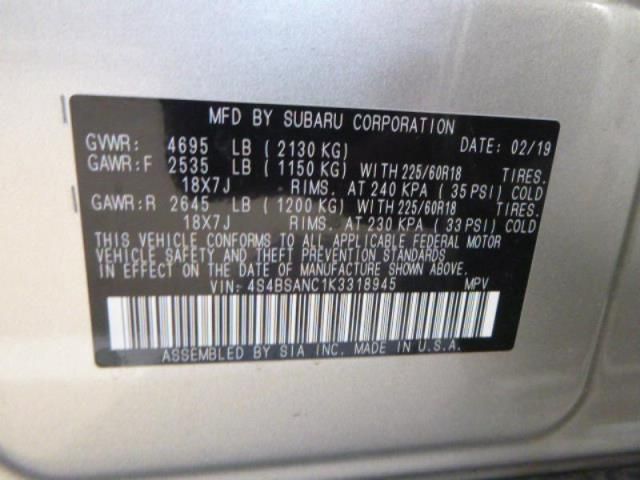 MFD BY SUBARU CORPORATION
GVWR: 4695 LB ( 2130 KG) DATE: 02/19
GAWR:F 2535 LB ( 1150 KG) WITH 225/60R18 TIRES.
18X7J RIMS. AT 240 KPA ( 35 PSI) COLD
GAWR:R 2645 LB ( 1200 KG) WITH 225/60R18 TIRES.
18X7J RIMS. AT 230 KPA ( 33 PSI) COLD
THIS VEHICLE CONFORMS TO ALL APPLICABLE FEDERAL MOTOR
VEHICLE SAFETY AND THEFT PREVENTION STANDARDS IN
EFFECT ON THE DATE OF MANUFACTURE SHOWN ABOVE.
VIN: 4S4BSANC1K3318945 MPV
ASSEMBLED BY SIA INC. MADE IN U.S.A.